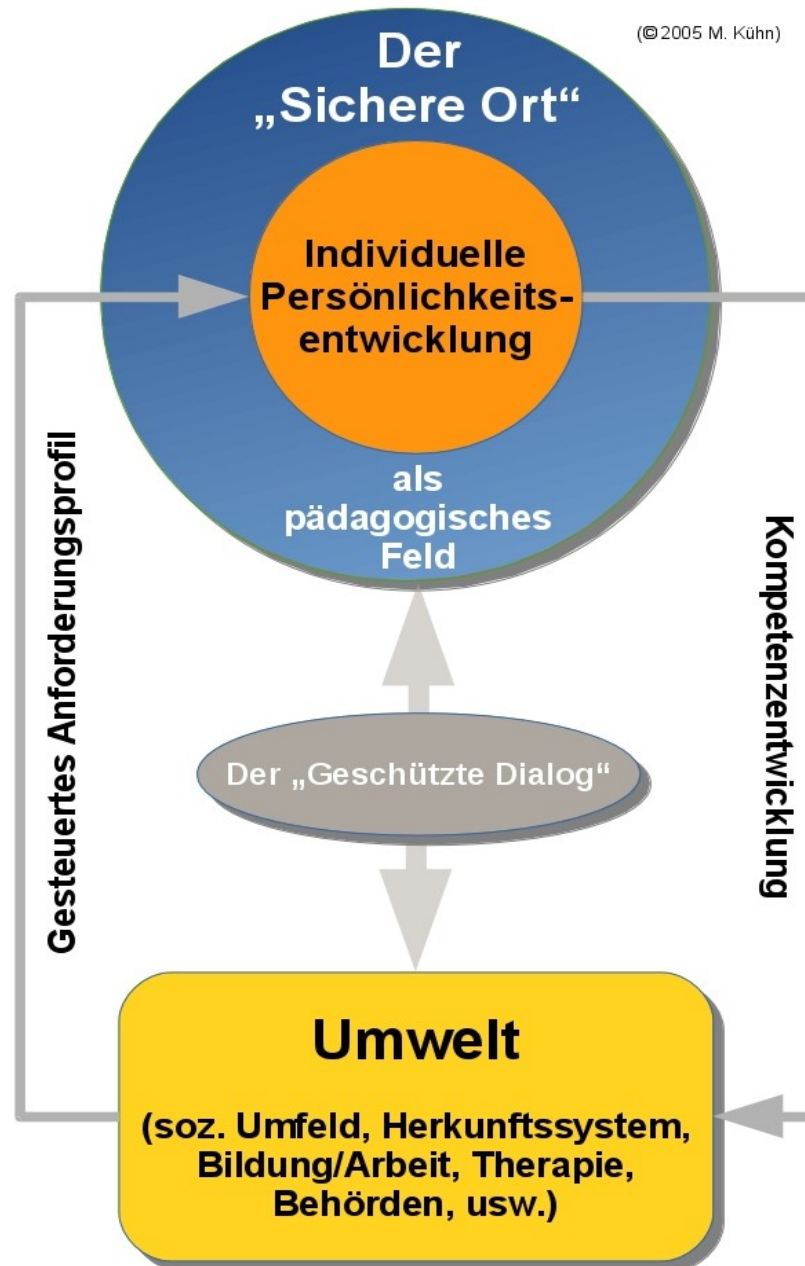 (©2005 M. Kühn)
Der
„Sichere Ort“
Individuelle
Persönlichkeits-
entwicklung
als
pädagogisches
Feld
Gesteuertes Anforderungsprofil
Kompetenzentwicklung
Der „Geschützte Dialog“
Umwelt
(soz. Umfeld, Herkunftssystem,
Bildung/Arbeit, Therapie,
Behörden, usw.)